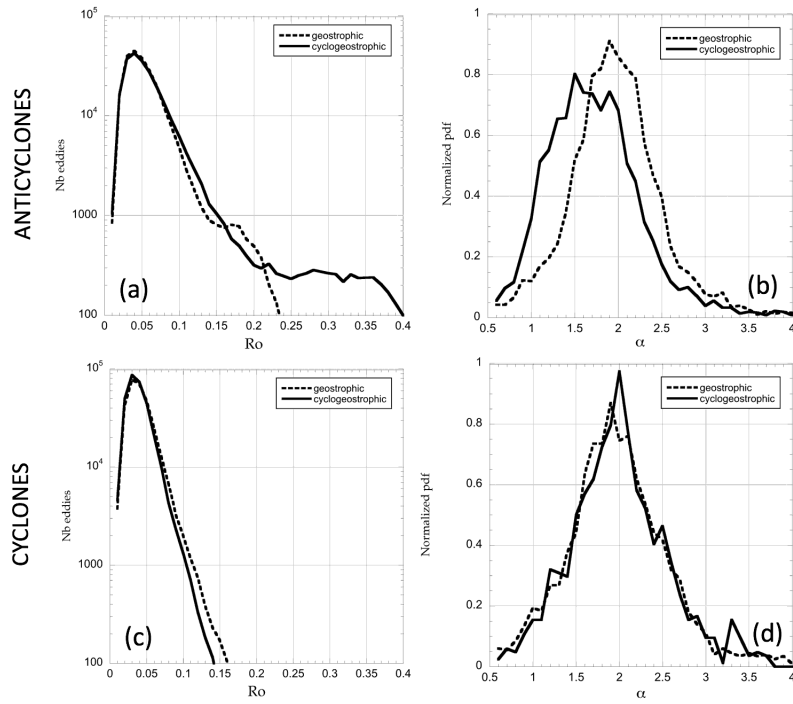 ANTICYCLONES
10^5
10^4
1000
100
Nb eddies
geostrophic
cyclogeostrophic
(a)
0 0.05 0.1 0.15 0.2 0.25 0.3 0.35 0.4
Ro
1
0.8
0.6
0.4
0.2
0
Normalized pdf
geostrophic
cyclogeostrophic
(b)
0.5 1 1.5 2 2.5 3 3.5 4
α
CYCLONES
10^5
10^4
1000
100
Nb eddies
geostrophic
cyclogeostrophic
(c)
0 0.05 0.1 0.15 0.2 0.25 0.3 0.35 0.4
Ro
1
0.8
0.6
0.4
0.2
0
Normalized pdf
geostrophic
cyclogeostrophic
(d)
0.5 1 1.5 2 2.5 3 3.5 4
α